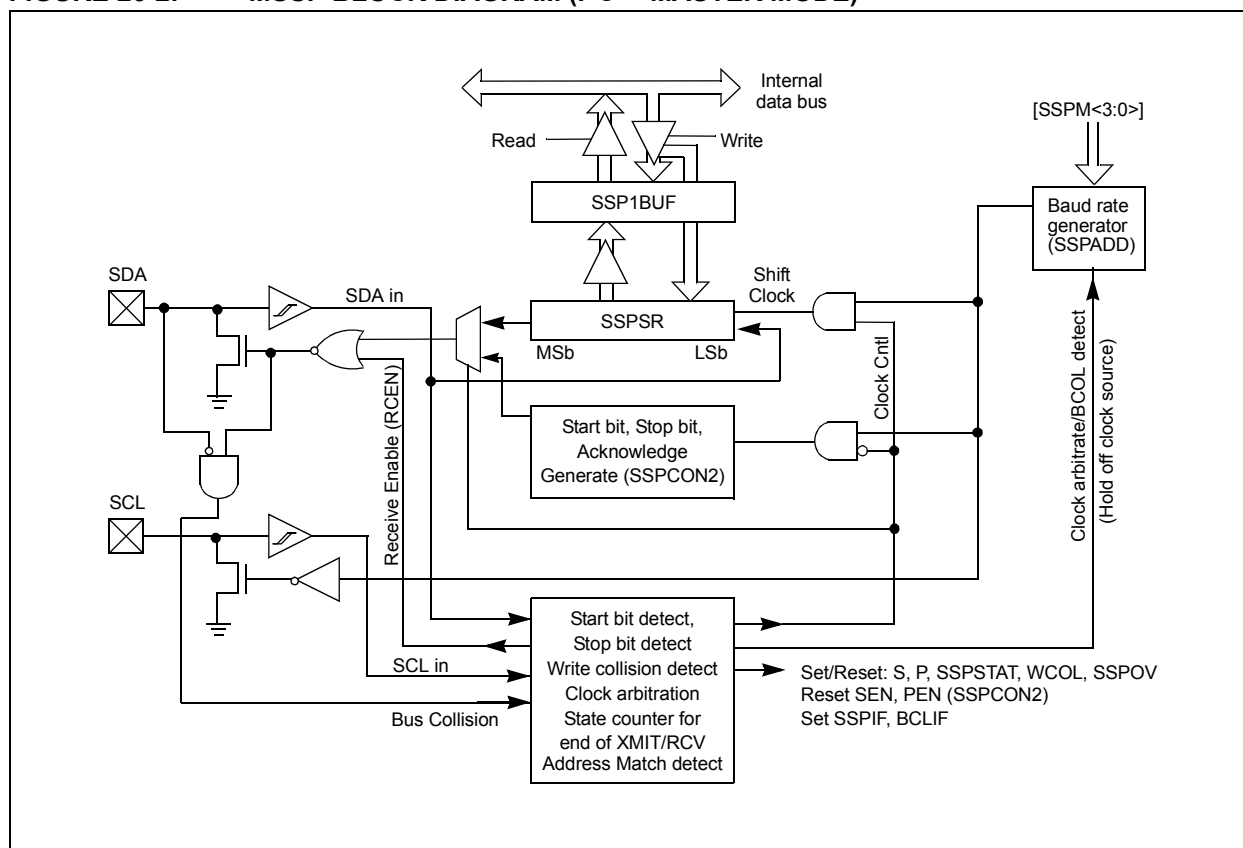 Internal
data bus
[SSPM<3:0>]
Read
Write
SSP1BUF
Baud rate
generator
(SSPADD)
SDA
SDA in
Shift
Clock
SSPSR
MSb
LSb
Start bit, Stop bit,
Acknowledge
Generate (SSPCON2)
Clock Cntl
Receive Enable (RCEN)
Clock arbitrate/BCOL detect
(Hold off clock source)
SCL
SCL in
Bus Collision
Start bit detect,
Stop bit detect
Write collision detect
Clock arbitration
State counter for
end of XMIT/RCV
Address Match detect
Set/Reset: S, P, SSPSTAT, WCOL, SSPOV
Reset SEN, PEN (SSPCON2)
Set SSPIF, BCLIF